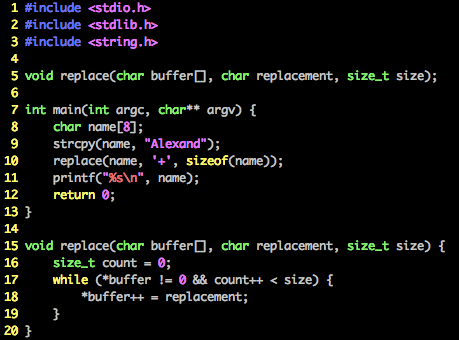 1 #include <stdio.h>
2 #include <stdlib.h>
3 #include <string.h>
4
5 void replace(char buffer[], char replacement, size_t size);
6
7 int main(int argc, char** argv) {
8     char name[8];
9     strcpy(name, "Alexand");
10     replace(name, '+', sizeof(name));
11     printf("%s\n", name);
12     return 0;
13 }
14
15 void replace(char buffer[], char replacement, size_t size) {
16     size_t count = 0;
17     while (*buffer != 0 && count++ < size) {
18         *buffer++ = replacement;
19     }
20 }